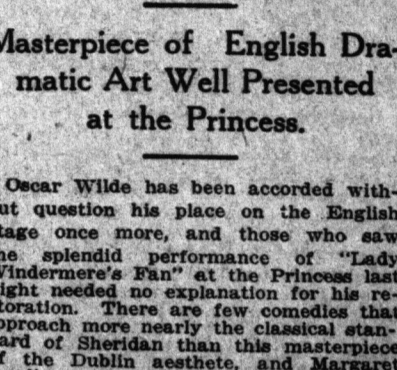 Masterpiece of English Dra-
matic Art Well Presented
at the Princess.
Oscar Wilde has been accorded with-
ut question his place on the English
tage once more, and those who saw
he splendid performance of "Lady
Windermere's Fan" at the Princess last
ight needed no explanation for his re-
toration. There are few comedies that
pproach more nearly the classical stan-
ard of Sheridan than this masterpiece
f the Dublin aesthete, and Margaret